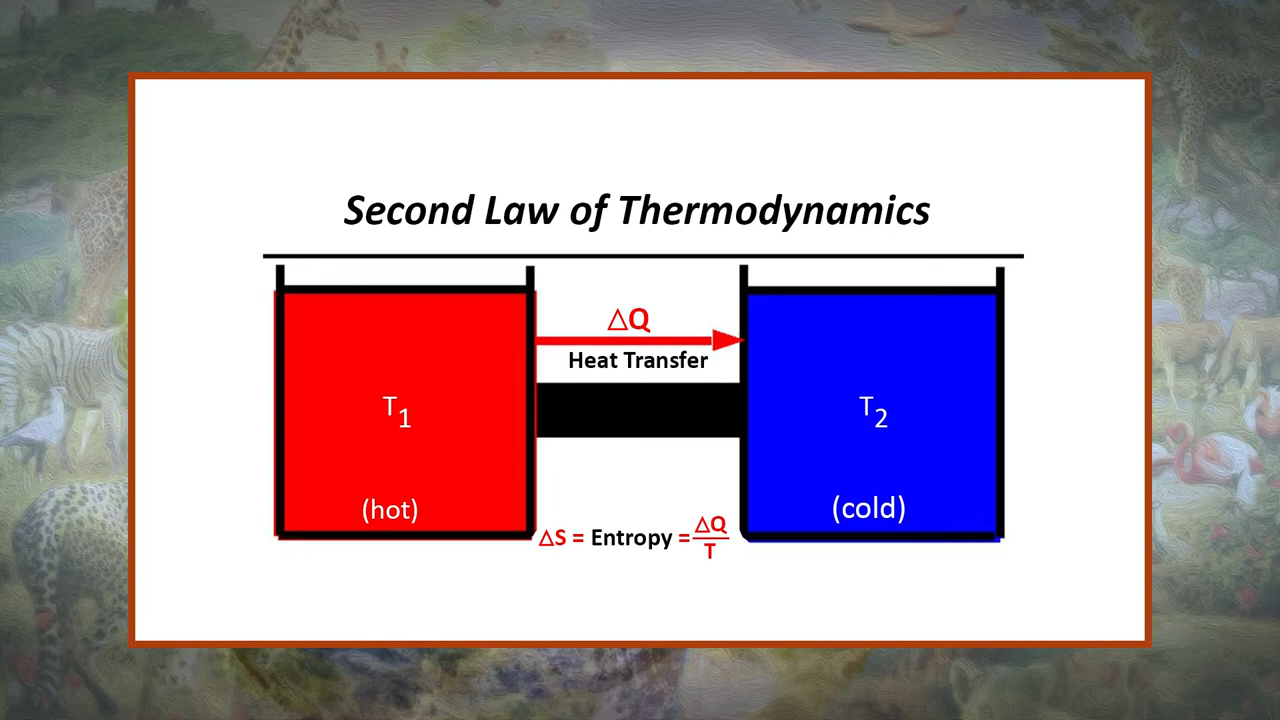 Second Law of Thermodynamics
△Q
Heat Transfer
T1
T2
(hot)
(cold)
△S = Entropy = △Q
T